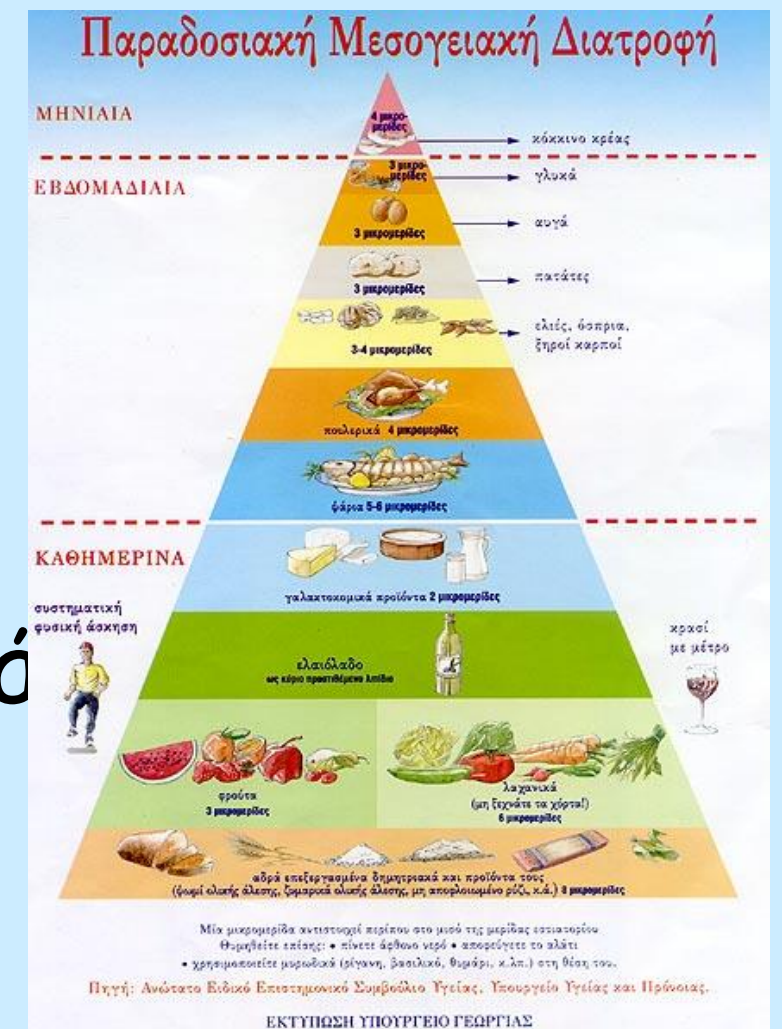 Παραδοσιακή Μεσογειακή Διατροφή
ΜΗΝΙΑΙΑ
4 μικρο-
μερίδες
κόκκινο κρέας
ΕΒΔΟΜΑΔΙΑΙΑ
3 μικρο-
μερίδες
γλυκά
3 μικρομερίδες
αυγά
3 μικρομερίδες
πατάτες
3-4 μικρομερίδες
ελιές, όσπρια,
ξηροί καρποί
πουλερικά 4 μικρομερίδες
ψάρια 5-6 μικρομερίδες
ΚΑΘΗΜΕΡΙΝΑ
γαλακτοκομικά προϊόντα 2 μικρομερίδες
συστηματική
φυσική άσκηση
ό
ελαιόλαδο
ως κύριο προστιθέμενο λιπίδιο
κρασί
με μέτρο
φρούτα
3 μικρομερίδες
λαχανικά
(μη ξεχνάτε τα χόρτα!)
6 μικρομερίδες
αδρά επεξεργασμένα δημητριακά και προϊόντα τους
(ψωμί ολικής άλεσης, ζυμαρικά ολικής άλεσης, μη αποφλοιωμένο ρύζι, κ.ά.) 8 μικρομερίδες
Μία μικρομερίδα αντιστοιχεί περίπου στο μισό της μερίδας εστιατορίου
Θυμηθείτε επίσης: • πίνετε άφθονο νερό • αποφεύγετε το αλάτι
• χρησιμοποιείτε μυρωδικά (ρίγανη, βασιλικό, θυμάρι, κ.λπ.) στη θέση του.
Πηγή: Ανώτατο Ειδικό Επιστημονικό Συμβούλιο Υγείας, Υπουργείο Υγείας και Πρόνοιας.
ΕΚΤΥΠΩΣΗ ΥΠΟΥΡΓΕΙΟ ΓΕΩΡΓΙΑΣ